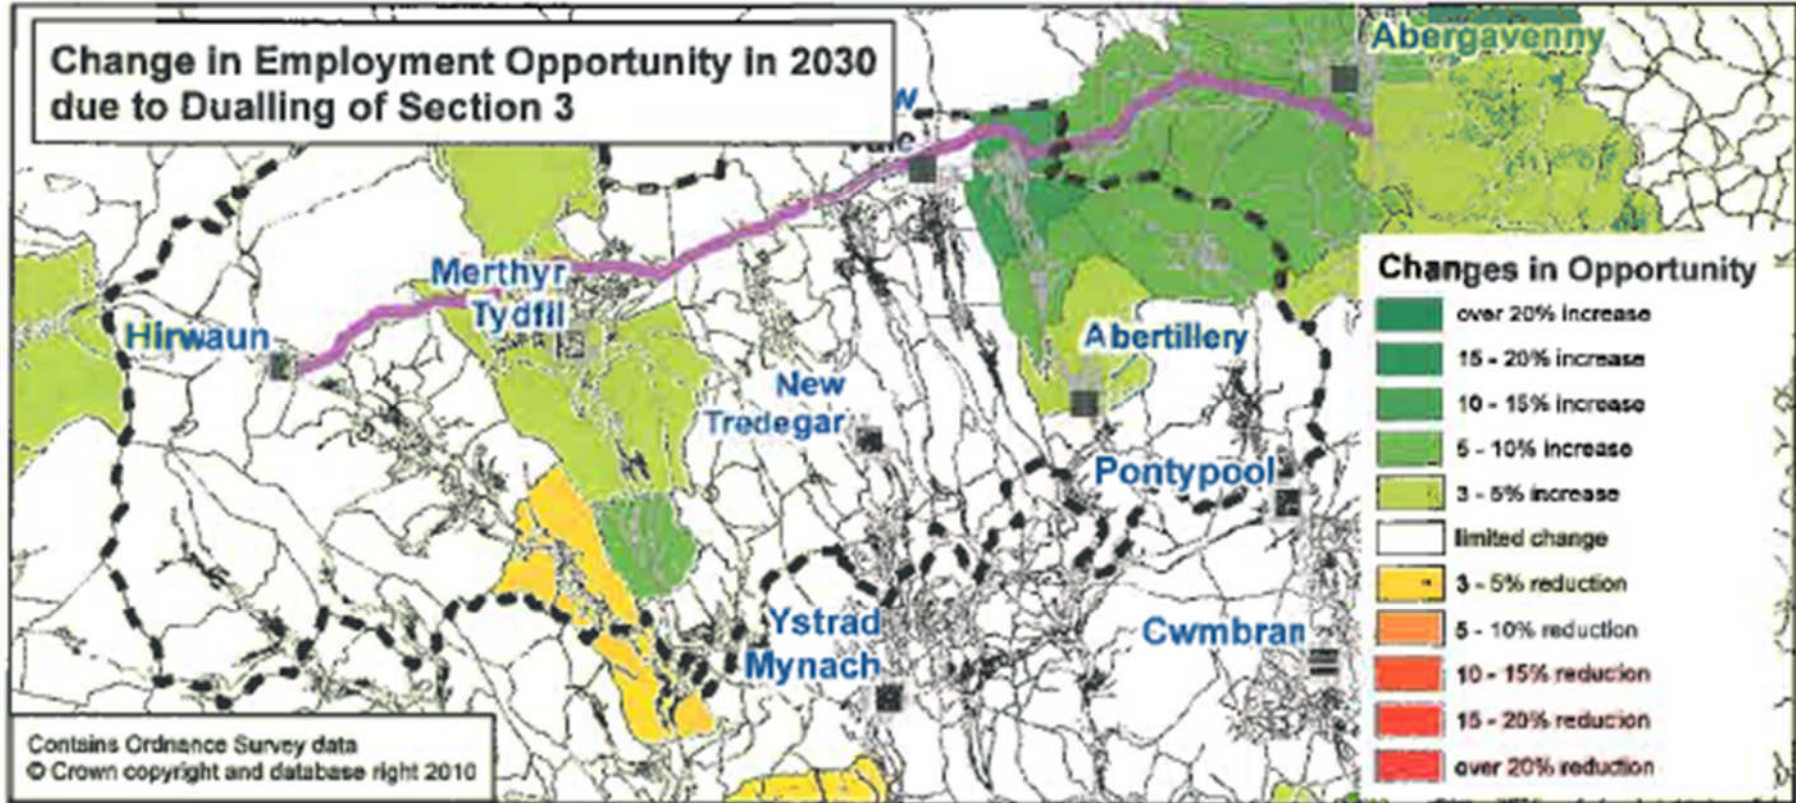 Change in Employment Opportunity in 2030
due to Dualling of Section 3
Abergavenny
Merthyr
Tydfil
Hirwaun
Abertillery
New
Tredegar
Pontypool
Ystrad
Mynach
Cwmbran
Changes in Opportunity
over 20% increase
15 - 20% increase
10 - 15% increase
5 - 10% increase
3 - 5% increase
limited change
3 - 5% reduction
5 - 10% reduction
10 - 15% reduction
15 - 20% reduction
over 20% reduction
Contains Ordnance Survey data
© Crown copyright and database right 2010